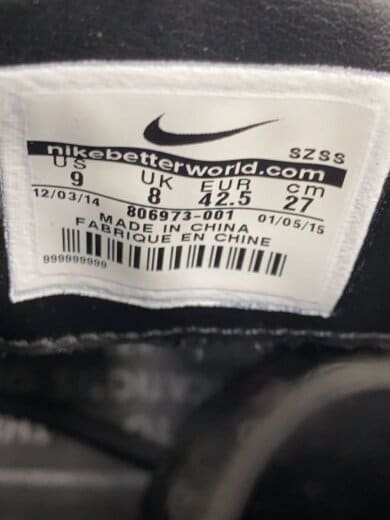 SZSS
nikebetterworld.com
US UK EUR cm
9 8 42.5 27
12/03/14 806973-001 01/05/15
MADE IN CHINA
FABRIQUE EN CHINE
999999999